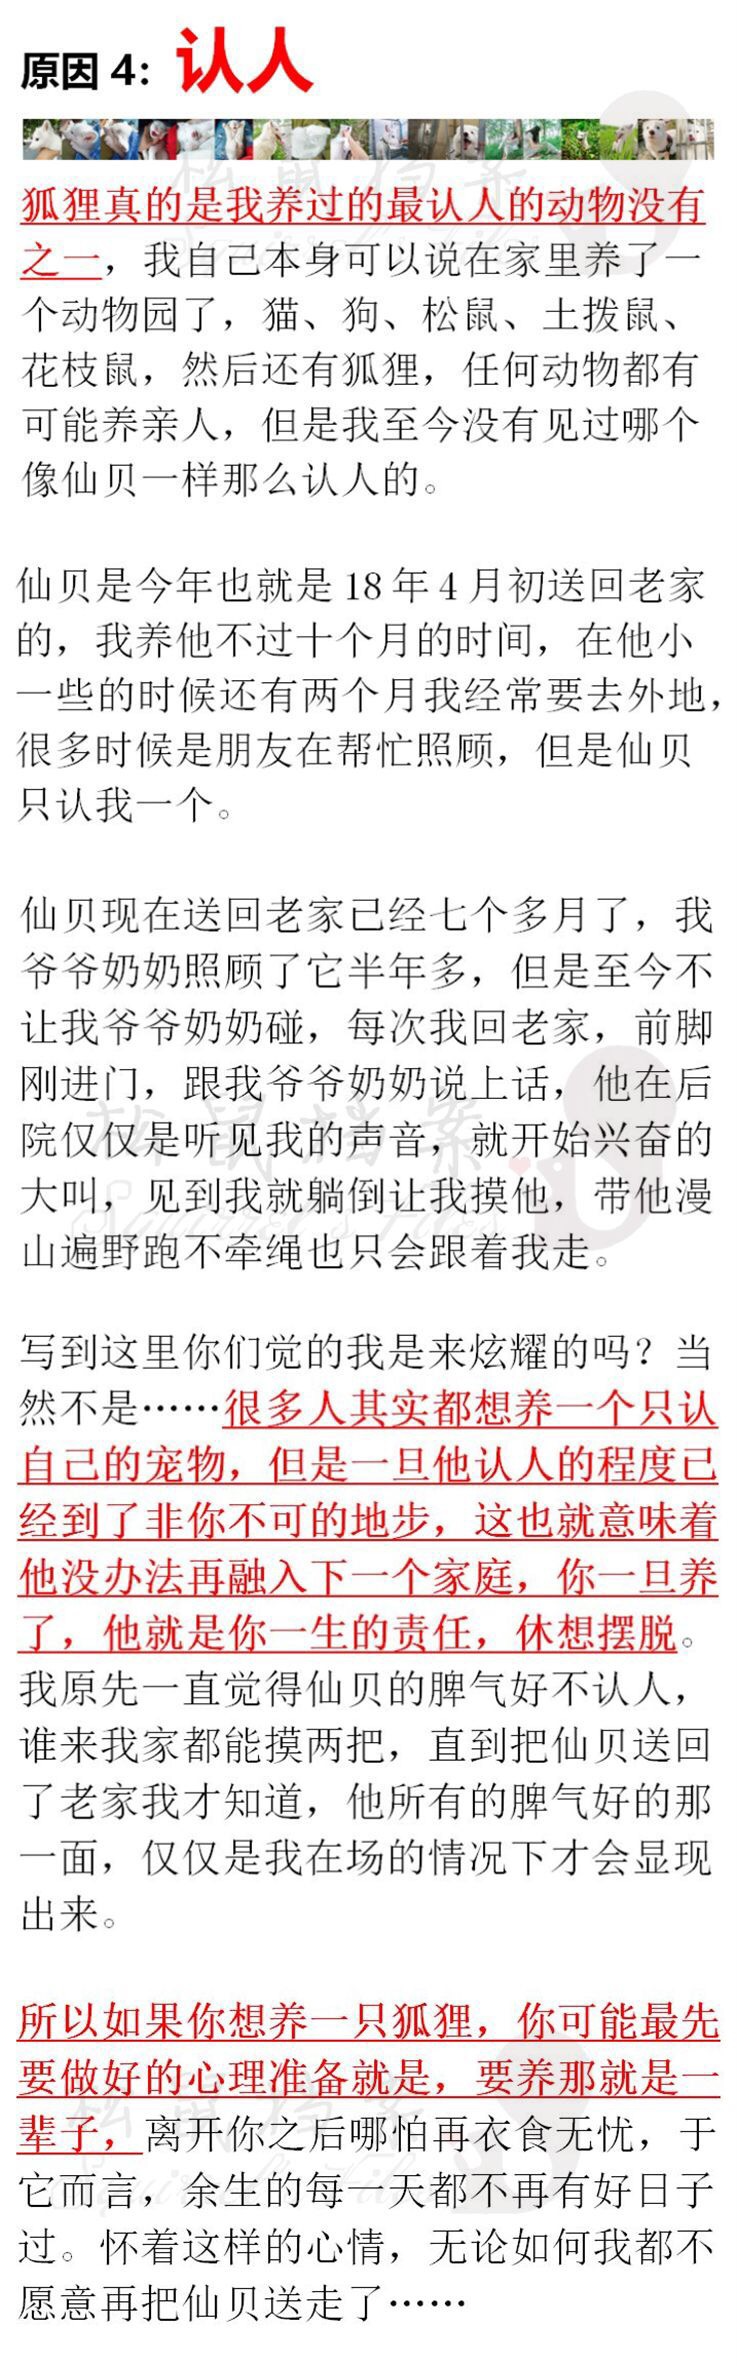 原因 4：认人
狐狸真的是我养过的最认人的动物没有
之一，我自己本身可以说在家里养了一
个动物园了，猫、狗、松鼠、土拨鼠、
花枝鼠，然后还有狐狸，任何动物都有
可能养亲人，但是我至今没有见过哪个
像仙贝一样那么认人的。
仙贝是今年也就是 18 年 4 月初送回老家
的，我养他不过十个月的时间，在他小
一些的时候还有两个月我经常要去外地，
很多时候是朋友在帮忙照顾，但是仙贝
只认我一个。
仙贝现在送回老家已经七个多月了，我
爷爷奶奶照顾了它半年多，但是至今不
让我爷爷奶奶碰，每次我回老家，前脚
刚进门，跟我爷爷奶奶说上话，他在后
院仅仅是听见我的声音，就开始兴奋的
大叫，见到我就躺倒让我摸他，带他漫
山遍野跑不牵绳也只会跟着我走。
写到这里你们觉的我是来炫耀的吗？当
然不是……很多人其实都想养一个只认
自己的宠物，但是一旦他认人的程度已
经到了非你不可的地步，这也就意味着
他没办法再融入下一个家庭，你一旦养
了，他就是你一生的责任，休想摆脱。
我原先一直觉得仙贝的脾气好不认人，
谁来我家都能摸两把，直到把仙贝送回
了老家我才知道，他所有的脾气好的那
一面，仅仅是我在场的情况下才会显现
出来。
所以如果你想养一只狐狸，你可能最先
要做好的心理准备就是，要养那就是一
辈子，离开你之后哪怕再衣食无忧，于
它而言，余生的每一天都不再有好日子
过。怀着这样的心情，无论如何我都不
愿意再把仙贝送走了……
松鼠档案
Squirrel's Files
松鼠档案
Squirrel's Files
松鼠档案
Squirrel's Files